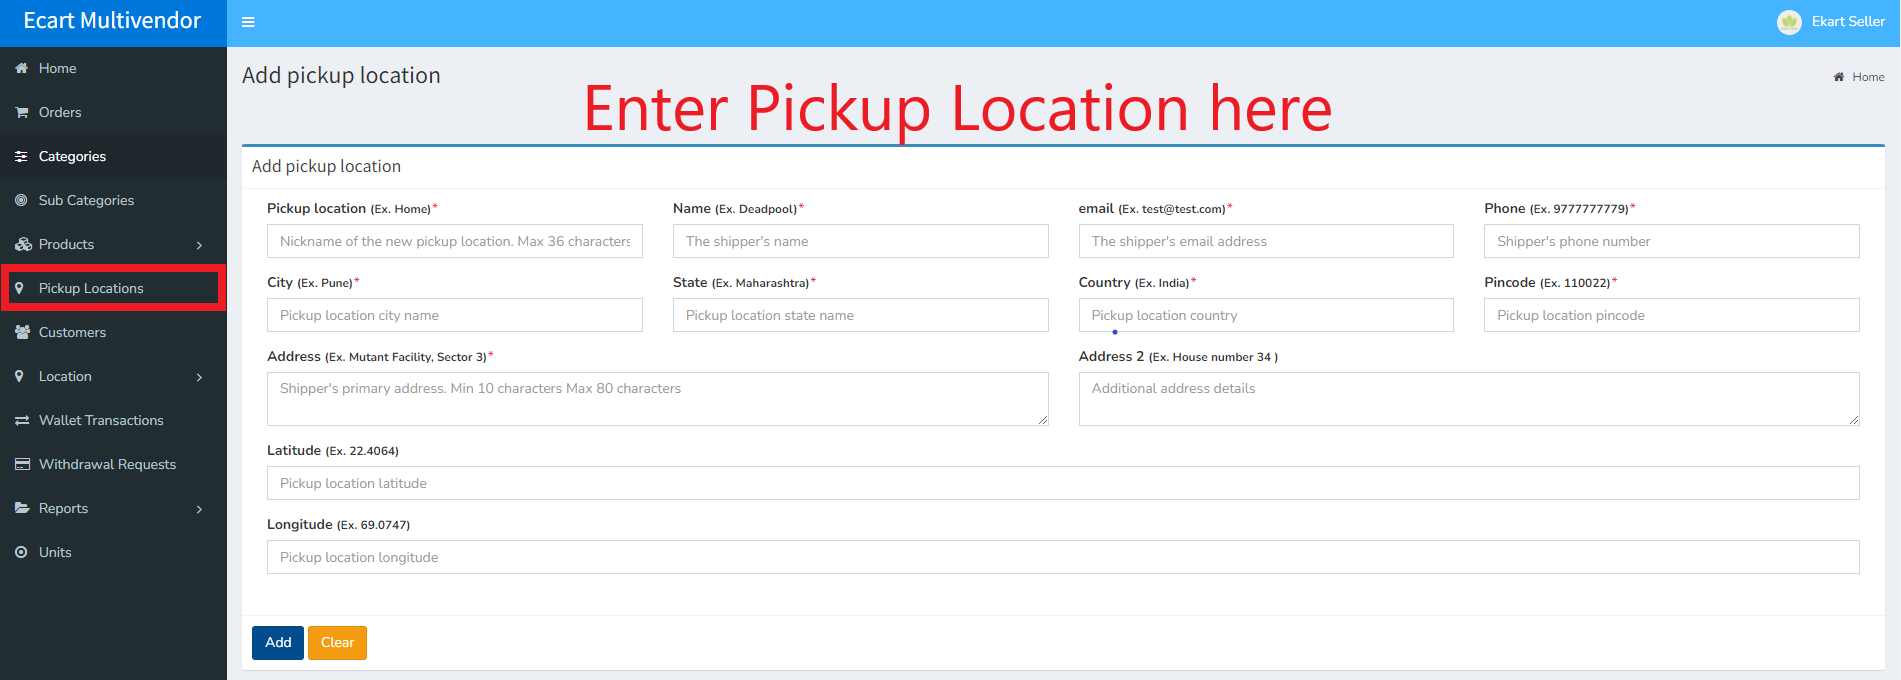 Ecart Multivendor
Ekart Seller
Home
Orders
Categories
Sub Categories
Products
Pickup Locations
Customers
Location
Wallet Transactions
Withdrawal Requests
Reports
Units
Add pickup location
Home
Enter Pickup Location here
Add pickup location
Pickup location (Ex. Home)* Name (Ex. Deadpool)* email (Ex. test@test.com)* Phone (Ex. 9777777779)*
Nickname of the new pickup location. Max 36 characters The shipper's name The shipper's email address Shipper's phone number
City (Ex. Pune)* State (Ex. Maharashtra)* Country (Ex. India)* Pincode (Ex. 110022)*
Pickup location city name Pickup location state name Pickup location country Pickup location pincode
Address (Ex. Mutant Facility, Sector 3)* Address 2 (Ex. House number 34 )
Shipper's primary address. Min 10 characters Max 80 characters Additional address details
Latitude (Ex. 22.4064)
Pickup location latitude
Longitude (Ex. 69.0747)
Pickup location longitude
Add Clear